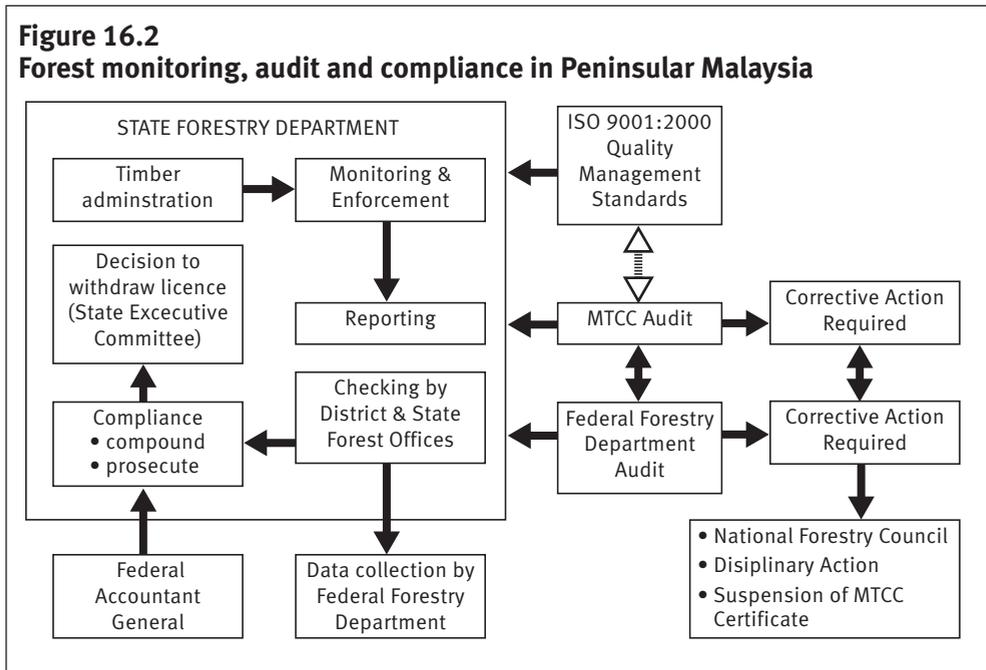 Figure 16.2
Forest monitoring, audit and compliance in Peninsular Malaysia
STATE FORESTRY DEPARTMENT
Timber
adminstration
Monitoring &
Enforcement
Decision to
withdraw licence
(State Excecutive
Committee)
Reporting
Compliance
• compound
• prosecute
Checking by
District & State
Forest Offices
Federal
Accountant
General
Data collection by
Federal Forestry
Department
ISO 9001:2000
Quality
Management
Standards
MTCC Audit
Corrective Action
Required
Federal Forestry
Department
Audit
Corrective Action
Required
• National Forestry Council
• Disiplinary Action
• Suspension of MTCC
Certificate